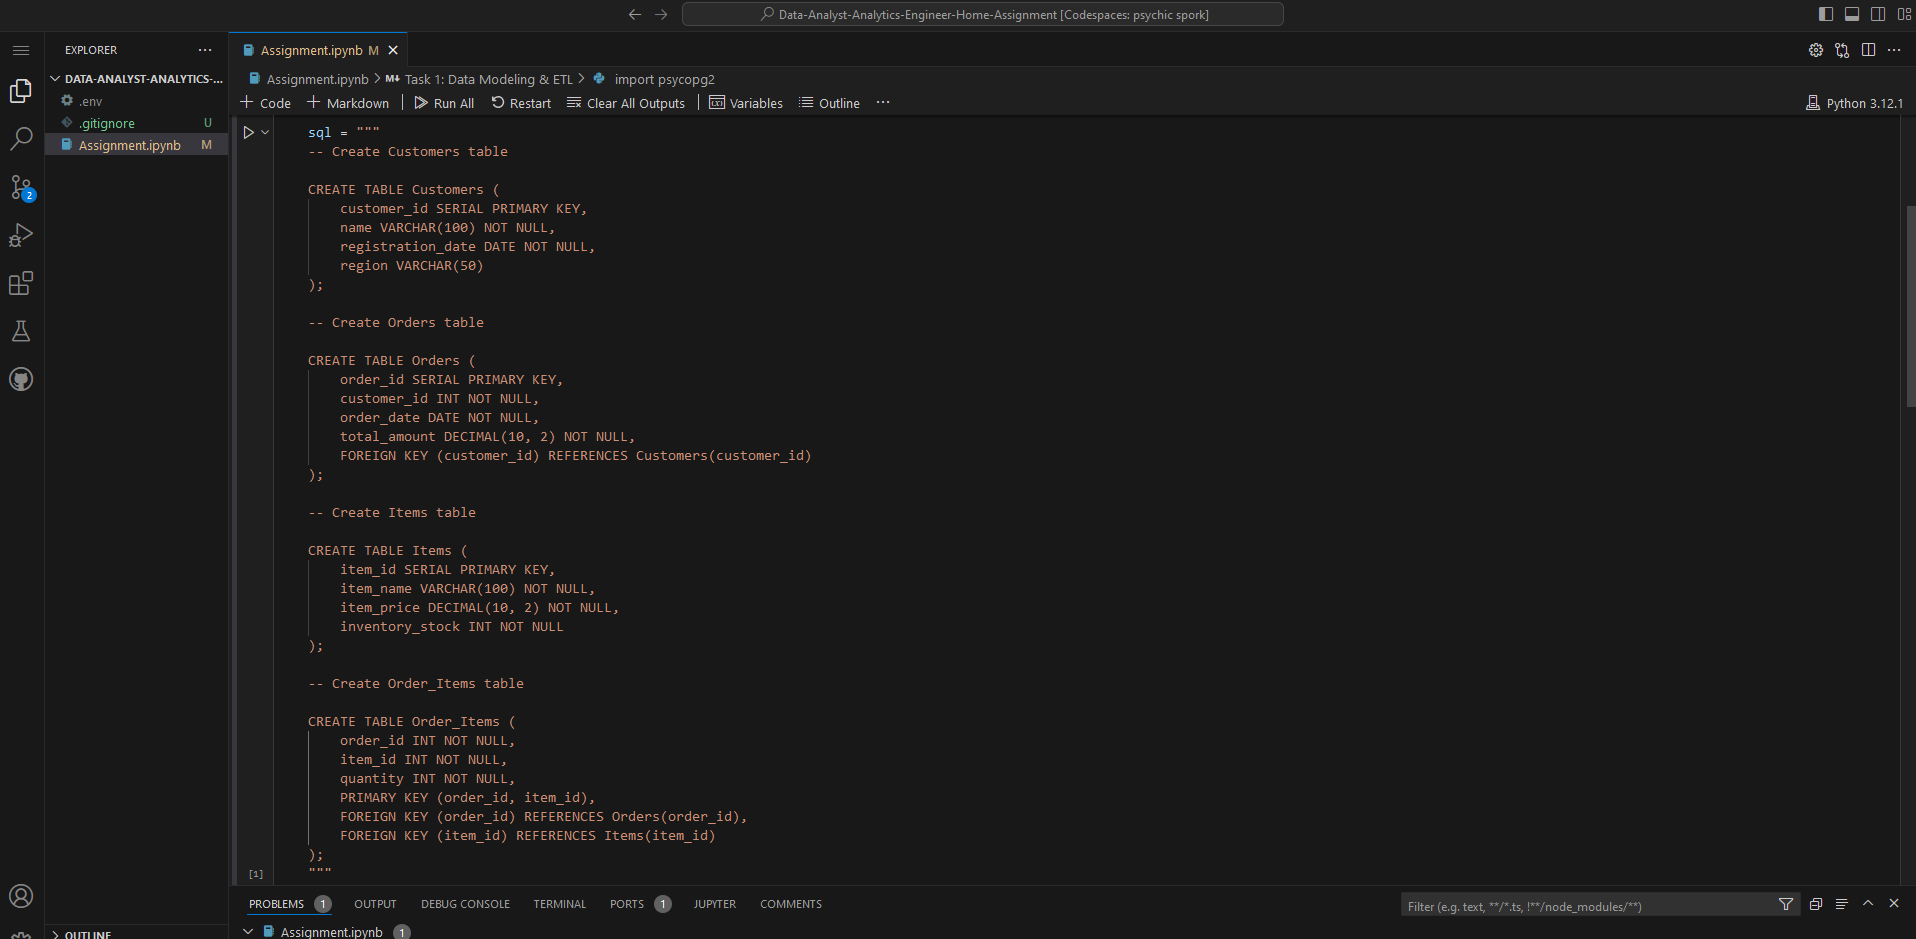 Data-Analyst-Analytics-Engineer-Home-Assignment [Codespaces: psychic spork]
EXPLORER
DATA-ANALYST-ANALYTICS-...
.env
.gitignore U
Assignment.ipynb M
2
OUTLINE
Assignment.ipynb M
Assignment.ipynb > M↓ Task 1: Data Modeling & ETL > import psycopg2
+ Code + Markdown | Run All Restart Clear All Outputs | Variables Outline ...
Python 3.12.1
sql = """
-- Create Customers table
CREATE TABLE Customers (
customer_id SERIAL PRIMARY KEY,
name VARCHAR(100) NOT NULL,
registration_date DATE NOT NULL,
region VARCHAR(50)
);
-- Create Orders table
CREATE TABLE Orders (
order_id SERIAL PRIMARY KEY,
customer_id INT NOT NULL,
order_date DATE NOT NULL,
total_amount DECIMAL(10, 2) NOT NULL,
FOREIGN KEY (customer_id) REFERENCES Customers(customer_id)
);
-- Create Items table
CREATE TABLE Items (
item_id SERIAL PRIMARY KEY,
item_name VARCHAR(100) NOT NULL,
item_price DECIMAL(10, 2) NOT NULL,
inventory_stock INT NOT NULL
);
-- Create Order_Items table
CREATE TABLE Order_Items (
order_id INT NOT NULL,
item_id INT NOT NULL,
quantity INT NOT NULL,
PRIMARY KEY (order_id, item_id),
FOREIGN KEY (order_id) REFERENCES Orders(order_id),
FOREIGN KEY (item_id) REFERENCES Items(item_id)
);
"""
[1]
PROBLEMS 1 OUTPUT DEBUG CONSOLE TERMINAL PORTS 1 JUPYTER COMMENTS
Filter (e.g. text, **/*.ts, !**/node_modules/**)
Assignment.ipynb 1